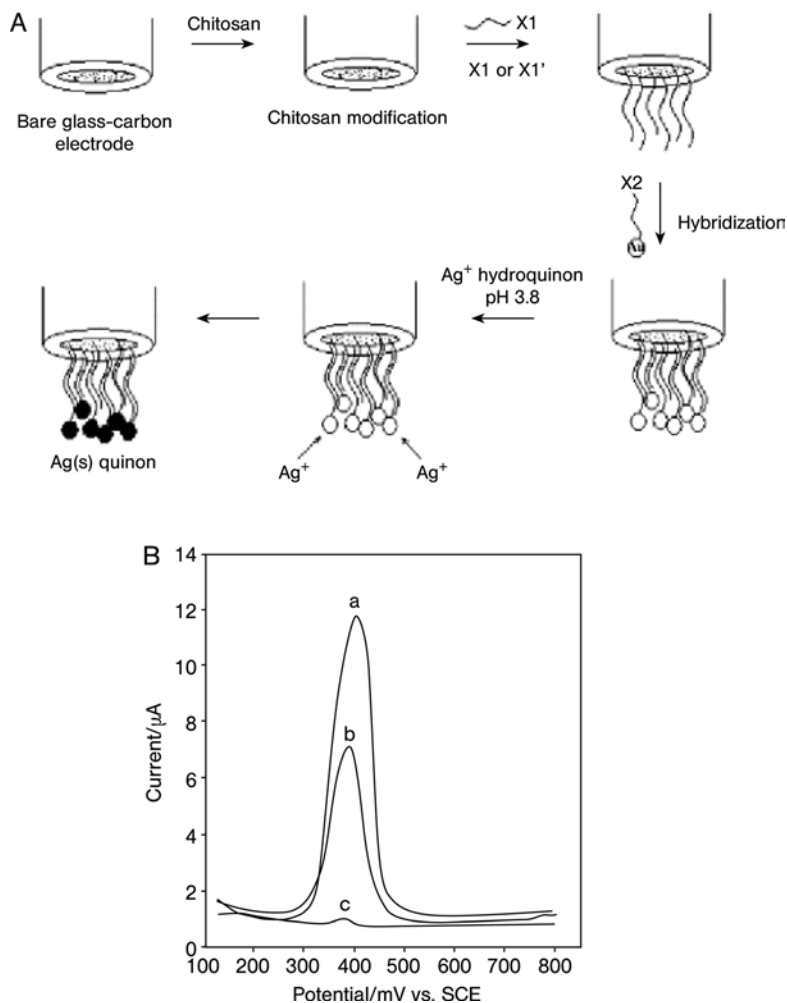 A
Chitosan
X1
X1 or X1'
Bare glass-carbon
electrode
Chitosan modification
X2
Au
Hybridization
Ag⁺ hydroquinon
pH 3.8
Ag(s) quinon
Ag⁺
Ag⁺
B
14
12
10
8
6
4
2
0
Current/µA
a
b
c
100
200
300
400
500
600
700
800
Potential/mV vs. SCE